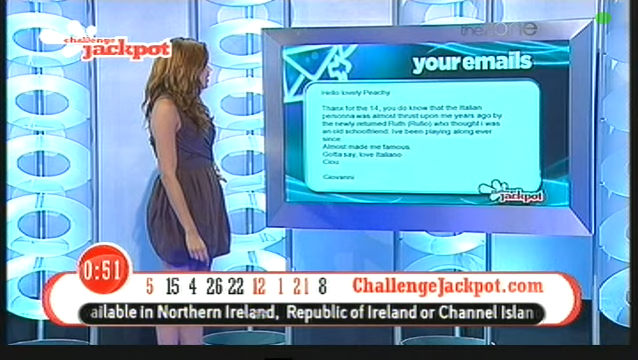 challenge
jackpot
the zone
your emails
Hello lovely Peachy
Thanx for the 14, you do know that the Italian
personna was almost thrust upon me years ago by
the newly returned Ruth (Rufio) who thought i was
an old schoolfriend. Ive been playing along ever
since.
Almost made me famous.
Gotta say, love Italiano
Ciou.
Giovanni
jackpot
0:51
5 15 4 26 22 12 1 21 8
ChallengeJackpot.com
ailable in Northern Ireland, Republic of Ireland or Channel Islan